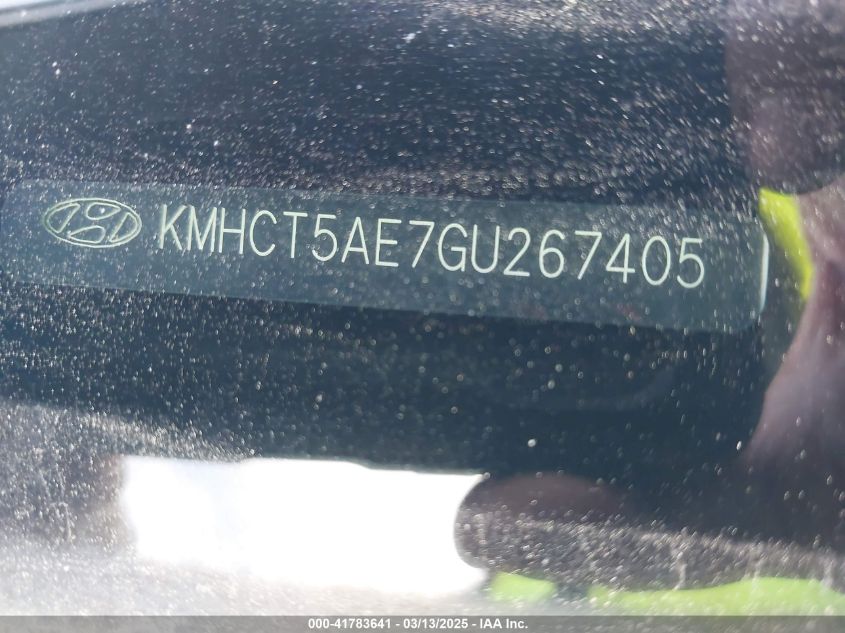 KMHCT5AE7GU267405
000-41783641 - 03/13/2025 - IAA, Inc.